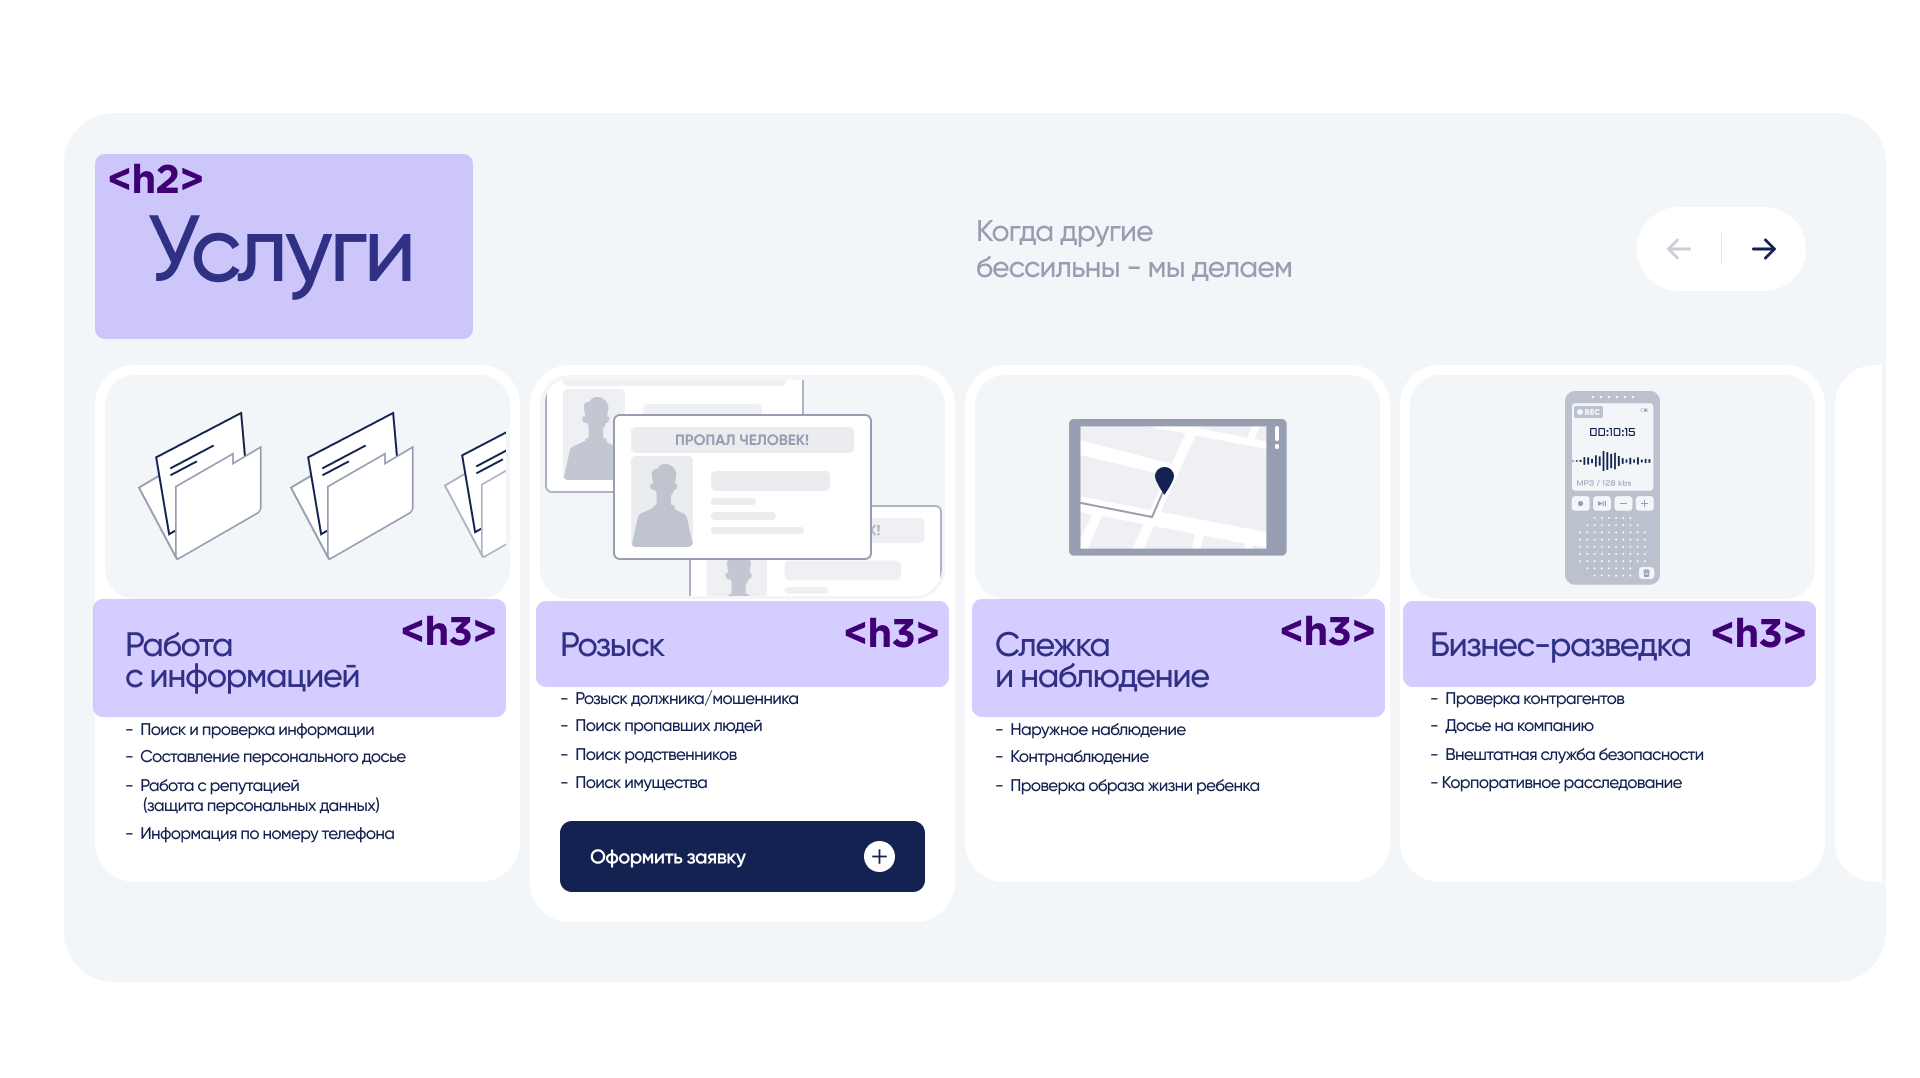 <h2>
Услуги
Когда другие
бессильны - мы делаем
ПРОПАЛ ЧЕЛОВЕК!
К!
REC
00:10:15
MP3 / 128 kbs
Работа
с информацией
<h3>
- Поиск и проверка информации
- Составление персонального досье
- Работа с репутацией
(защита персональных данных)
- Информация по номеру телефона
Розыск
<h3>
- Розыск должника/мошенника
- Поиск пропавших людей
- Поиск родственников
- Поиск имущества
Оформить заявку
Слежка
и наблюдение
<h3>
- Наружное наблюдение
- Контрнаблюдение
- Проверка образа жизни ребенка
Бизнес-разведка
<h3>
- Проверка контрагентов
- Досье на компанию
- Внештатная служба безопасности
- Корпоративное расследование